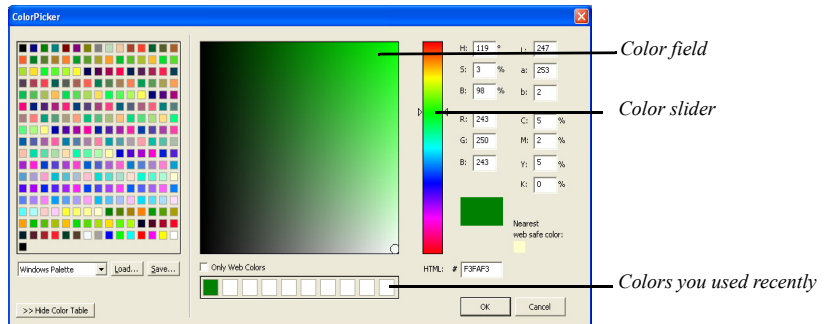 ColorPicker
H: 119 ° L: 247
S: 3 % a: 253
B: 98 % b: 2
R: 243 C: 5 %
G: 250 M: 2 %
B: 243 Y: 5 %
K: 0 %
Nearest
web safe color:
Windows Palette Load... Save...
Only Web Colors
HTML: # F3FAF3
>> Hide Color Table
OK Cancel
Color field
Color slider
Colors you used recently